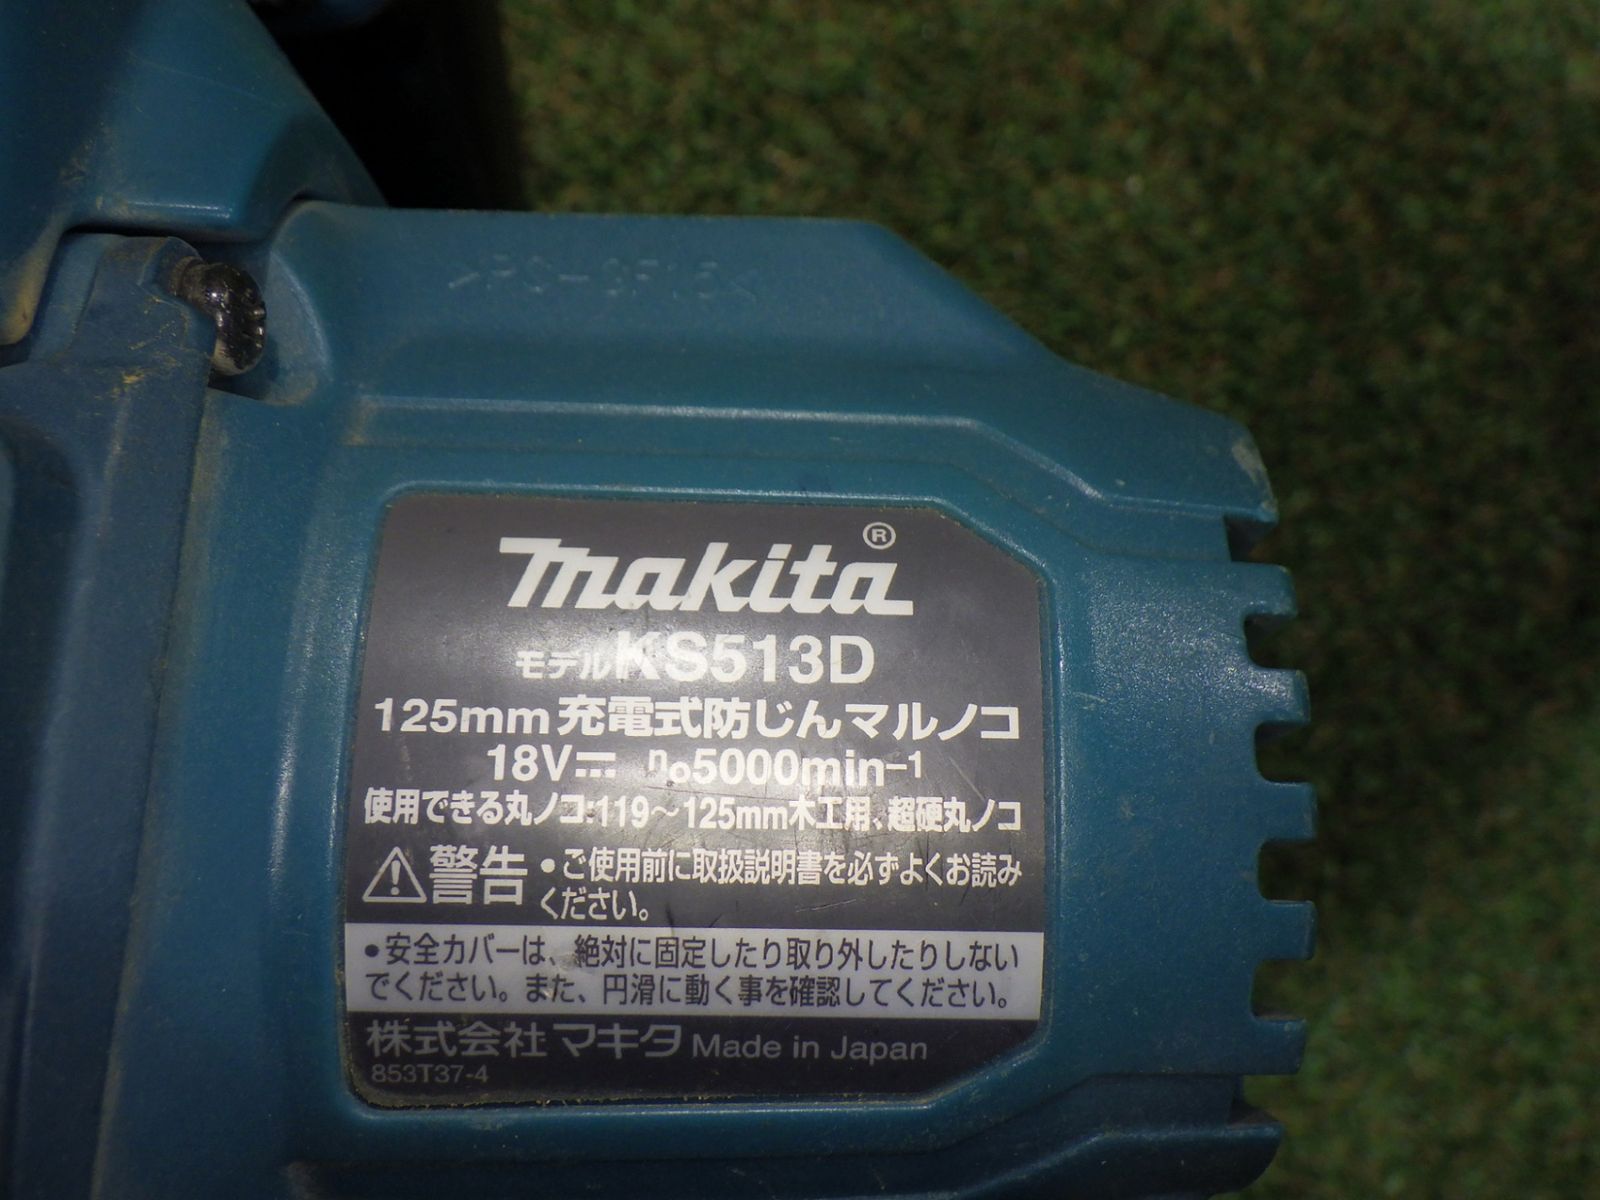 makita®
モデルKS513D
125mm 充電式防じんマルノコ
18V⎓ n₀5000min⁻¹
使用できる丸ノコ:119～125mm木工用、超硬丸ノコ
⚠警告 •ご使用前に取扱説明書を必ずよくお読み
ください。
•安全カバーは、絶対に固定したり取り外したりしない
でください。また、円滑に動く事を確認してください。
株式会社 マキタ Made in Japan
853T37-4